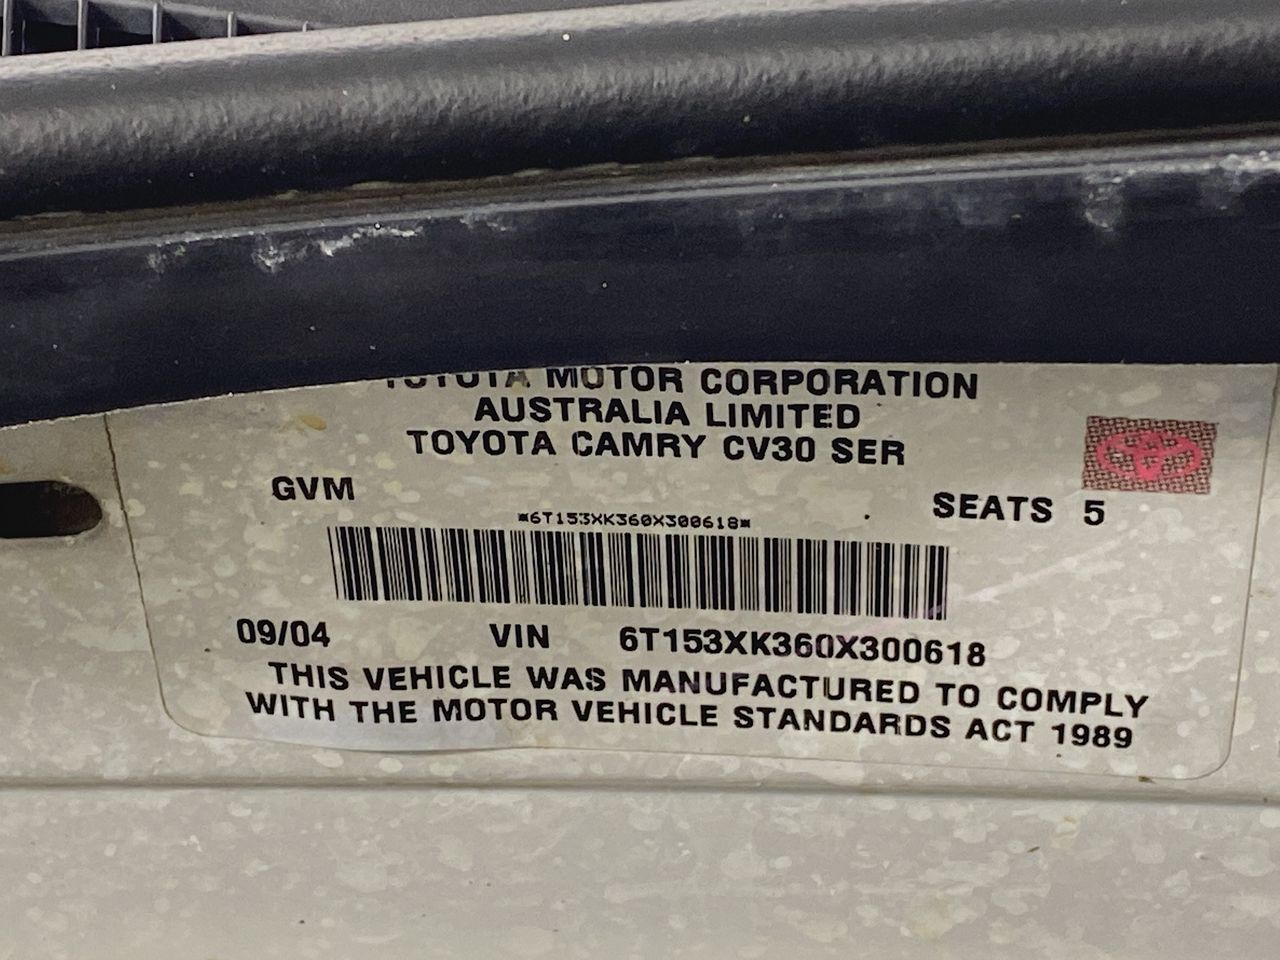 TOYOTA MOTOR CORPORATION
AUSTRALIA LIMITED
TOYOTA CAMRY CV30 SER
GVM
SEATS 5
*6T153XK360X300618*
09/04 VIN 6T153XK360X300618
THIS VEHICLE WAS MANUFACTURED TO COMPLY
WITH THE MOTOR VEHICLE STANDARDS ACT 1989